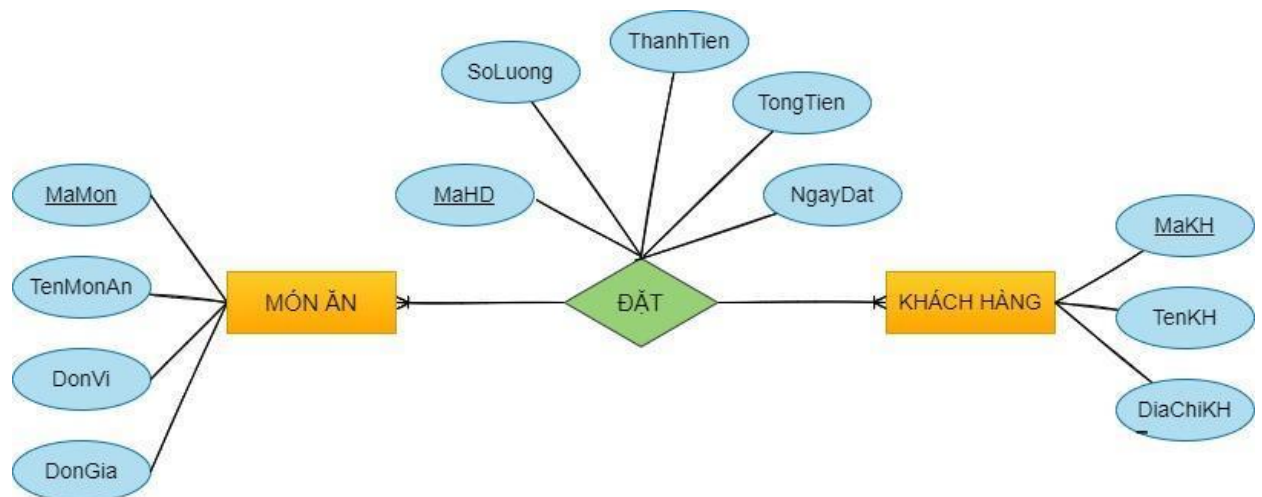 ThanhTien
SoLuong
TongTien
MaMon
MaHD
NgayDat
MaKH
TenMonAn
MÓN ĂN
ĐẶT
KHÁCH HÀNG
TenKH
DonVi
DiaChiKH
DonGia